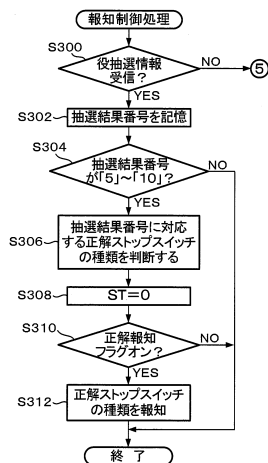 報知制御処理
S300
役抽選情報
受信？
NO
⑤
YES
S302
抽選結果番号を記憶
S304
抽選結果番号
が「5」～「10」？
NO
YES
S306
抽選結果番号に対応
する正解ストップスイッチ
の種類を判断する
S308
ST=0
S310
正解報知
フラグオン？
NO
YES
S312
正解ストップスイッチ
の種類を報知
終了